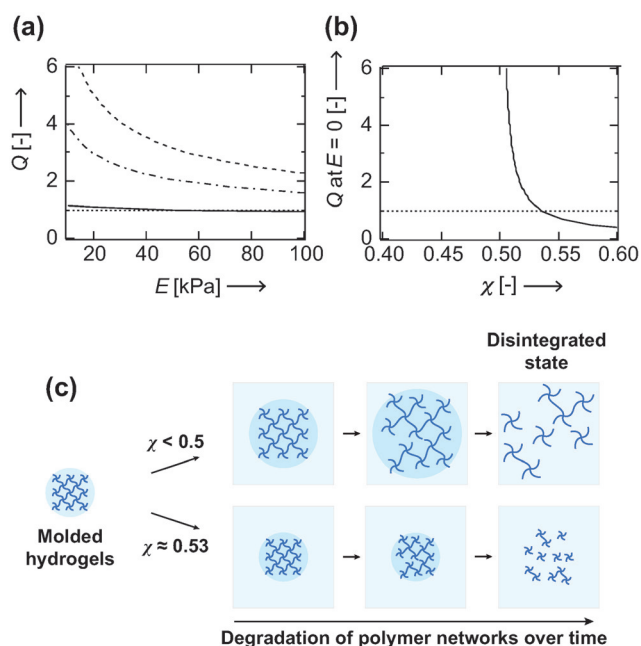 (a)
6
4
2
0
Q [-] →
20 40 60 80 100
E [kPa] →
(b)
6
4
2
0
Q at E = 0 [-] →
0.40 0.45 0.50 0.55 0.60
χ [-] →
(c)
Molded
hydrogels
χ < 0.5
χ ≈ 0.53
Disintegrated
state
Degradation of polymer networks over time